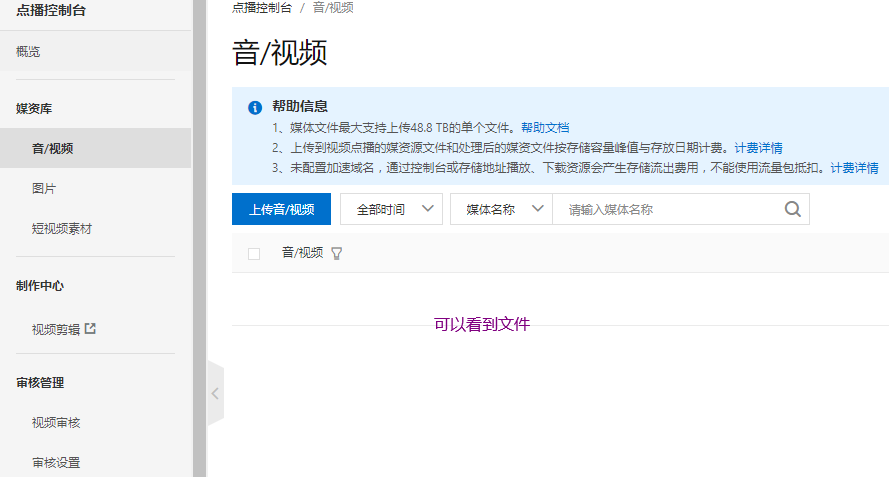 点播控制台
概览
媒资库
音/视频
图片
短视频素材
制作中心
视频剪辑
审核管理
视频审核
审核设置
点播控制台 / 音/视频
音/视频
帮助信息
1、媒体文件最大支持上传48.8 TB的单个文件。帮助文档
2、上传到视频点播的媒资源文件和处理后的媒资文件按存储容量峰值与存放日期计费。计费详情
3、未配置加速域名，通过控制台或存储地址播放、下载资源会产生存储流出费用，不能使用流量包抵扣。计费详情
上传音/视频 全部时间 媒体名称 请输入媒体名称
音/视频
可以看到文件